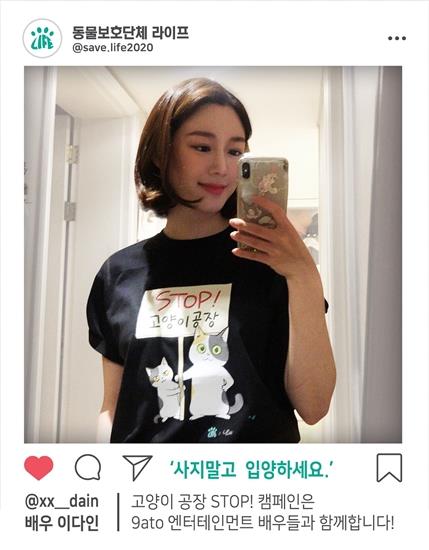 LIFE
동물보호단체 라이프
@save.life2020
STOP!
고양이공장
LIFE
'사지말고 입양하세요.'
@xx__dain
배우 이다인
고양이 공장 STOP! 캠페인은
9ato 엔터테인먼트 배우들과 함께합니다!